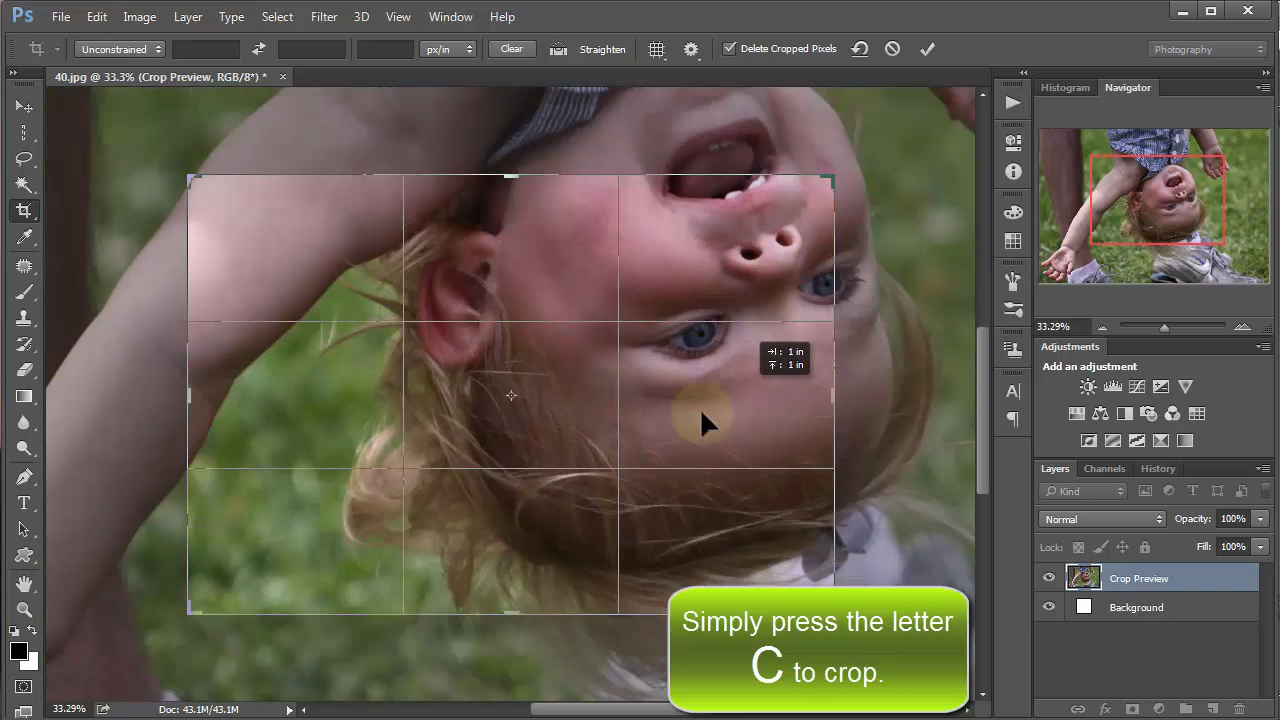 Ps File Edit Image Layer Type Select Filter 3D View Window Help
Unconstrained px/in Clear Straighten Delete Cropped Pixels Photography
40.jpg @ 33.3% (Crop Preview, RGB/8*) *
Histogram Navigator
33.29%
Adjustments
Add an adjustment
: 1 in
: 1 in
Layers Channels History
Kind
Normal Opacity: 100%
Lock: Fill: 100%
Crop Preview
Background
Simply press the letter
C to crop.
33.29% Doc: 43.1M/43.1M